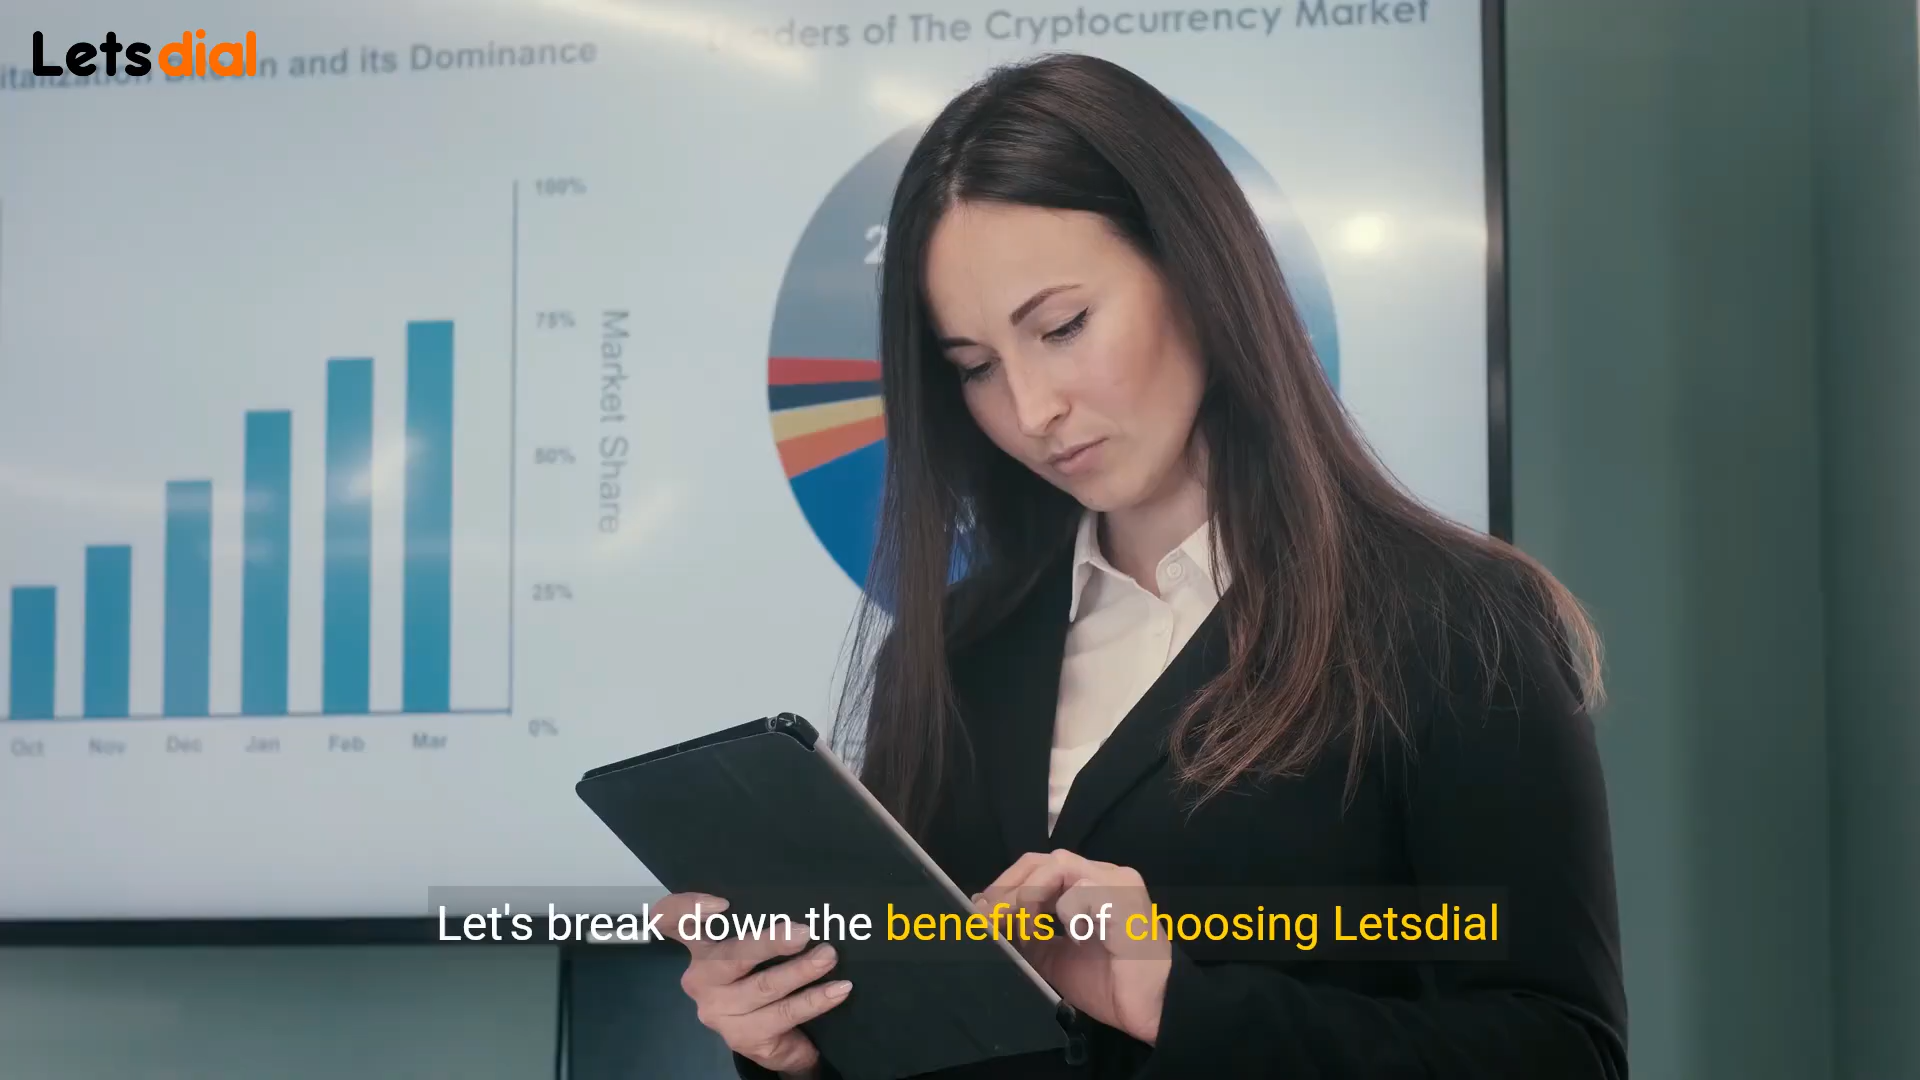 Letsdial
and its Dominance
of The Cryptocurrency Market
100%
75%
50%
25%
0%
Market Share
Oct
Nov
Dec
Jan
Feb
Mar
Let's break down the benefits of choosing Letsdial